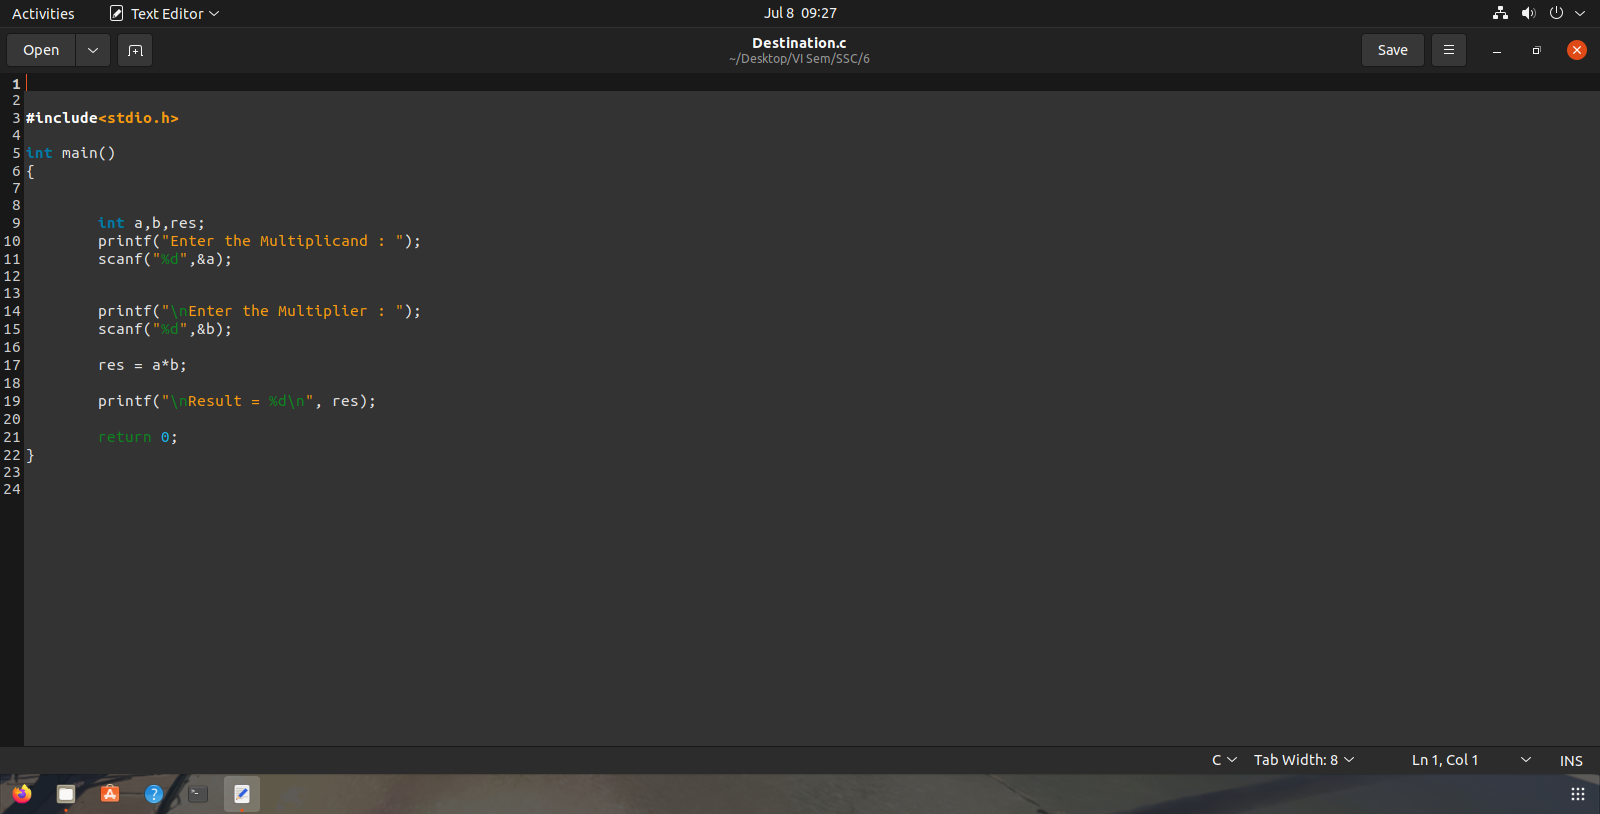 Activities Text Editor Jul 8 09:27
Open Destination.c Save
~/Desktop/VI Sem/SSC/6
1
2
3 #include<stdio.h>
4
5 int main()
6 {
7
8
9 int a,b,res;
10 printf("Enter the Multiplicand : ");
11 scanf("%d",&a);
12
13
14 printf("\nEnter the Multiplier : ");
15 scanf("%d",&b);
16
17 res = a*b;
18
19 printf("\nResult = %d\n", res);
20
21 return 0;
22 }
23
24
C Tab Width: 8 Ln 1, Col 1 INS